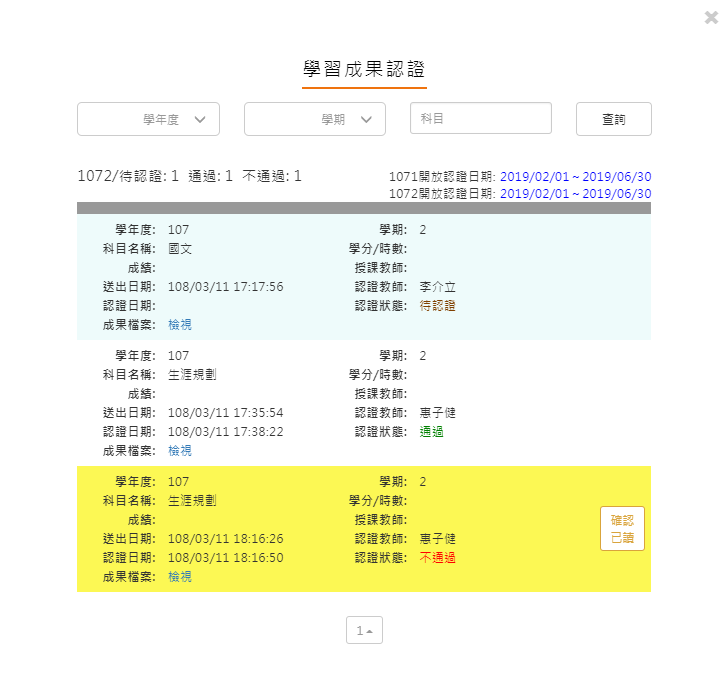 學習成果認證
學年度 學期 科目 查詢
1072/待認證: 1 通過: 1 不通過: 1
1071開放認證日期: 2019/02/01 ~ 2019/06/30
1072開放認證日期: 2019/02/01 ~ 2019/06/30
學年度: 107 學期: 2
科目名稱: 國文 學分/時數:
成績: 授課教師:
送出日期: 108/03/11 17:17:56 認證教師: 李介立
認證日期: 認證狀態: 待認證
成果檔案: 檢視
學年度: 107 學期: 2
科目名稱: 生涯規劃 學分/時數:
成績: 授課教師:
送出日期: 108/03/11 17:35:54 認證教師: 惠子健
認證日期: 108/03/11 17:38:22 認證狀態: 通過
成果檔案: 檢視
學年度: 107 學期: 2
科目名稱: 生涯規劃 學分/時數:
成績: 授課教師:
送出日期: 108/03/11 18:16:26 認證教師: 惠子健
認證日期: 108/03/11 18:16:50 認證狀態: 不通過
成果檔案: 檢視
確認
已讀
1